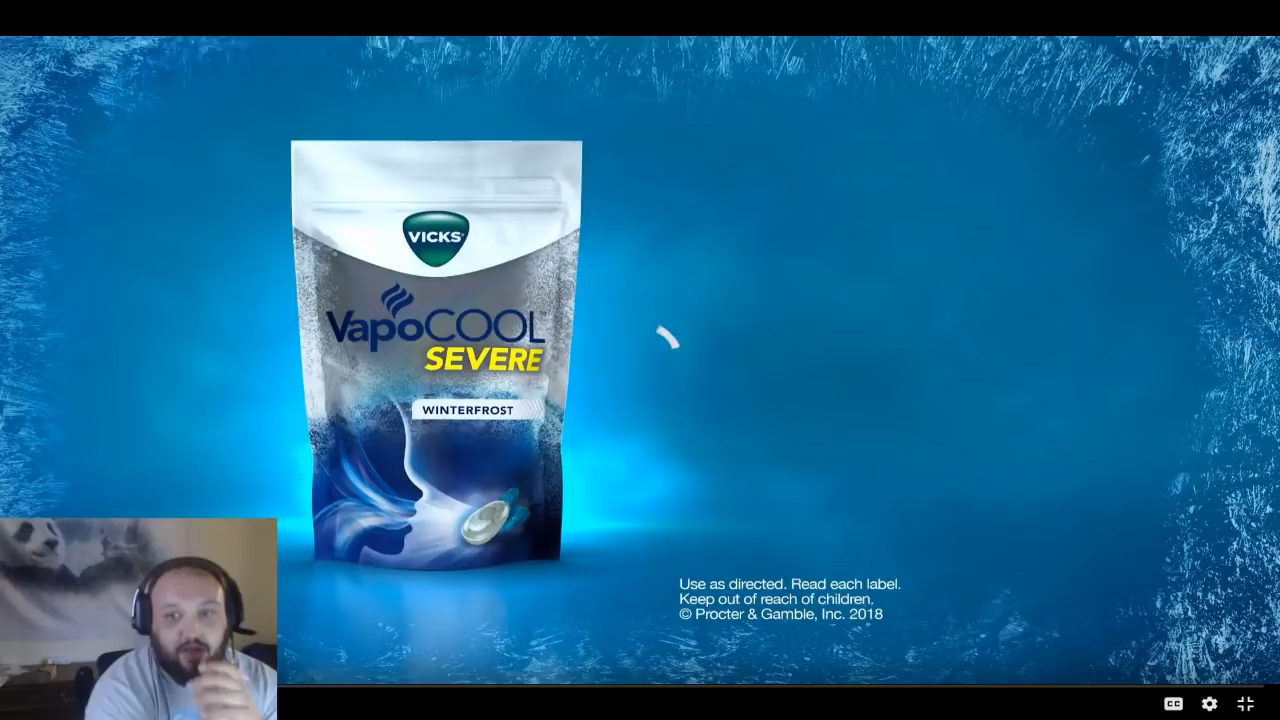 VICKS
VapoCOOL
SEVERE
WINTERFROST
Use as directed. Read each label.
Keep out of reach of children.
© Procter & Gamble, Inc. 2018
CC